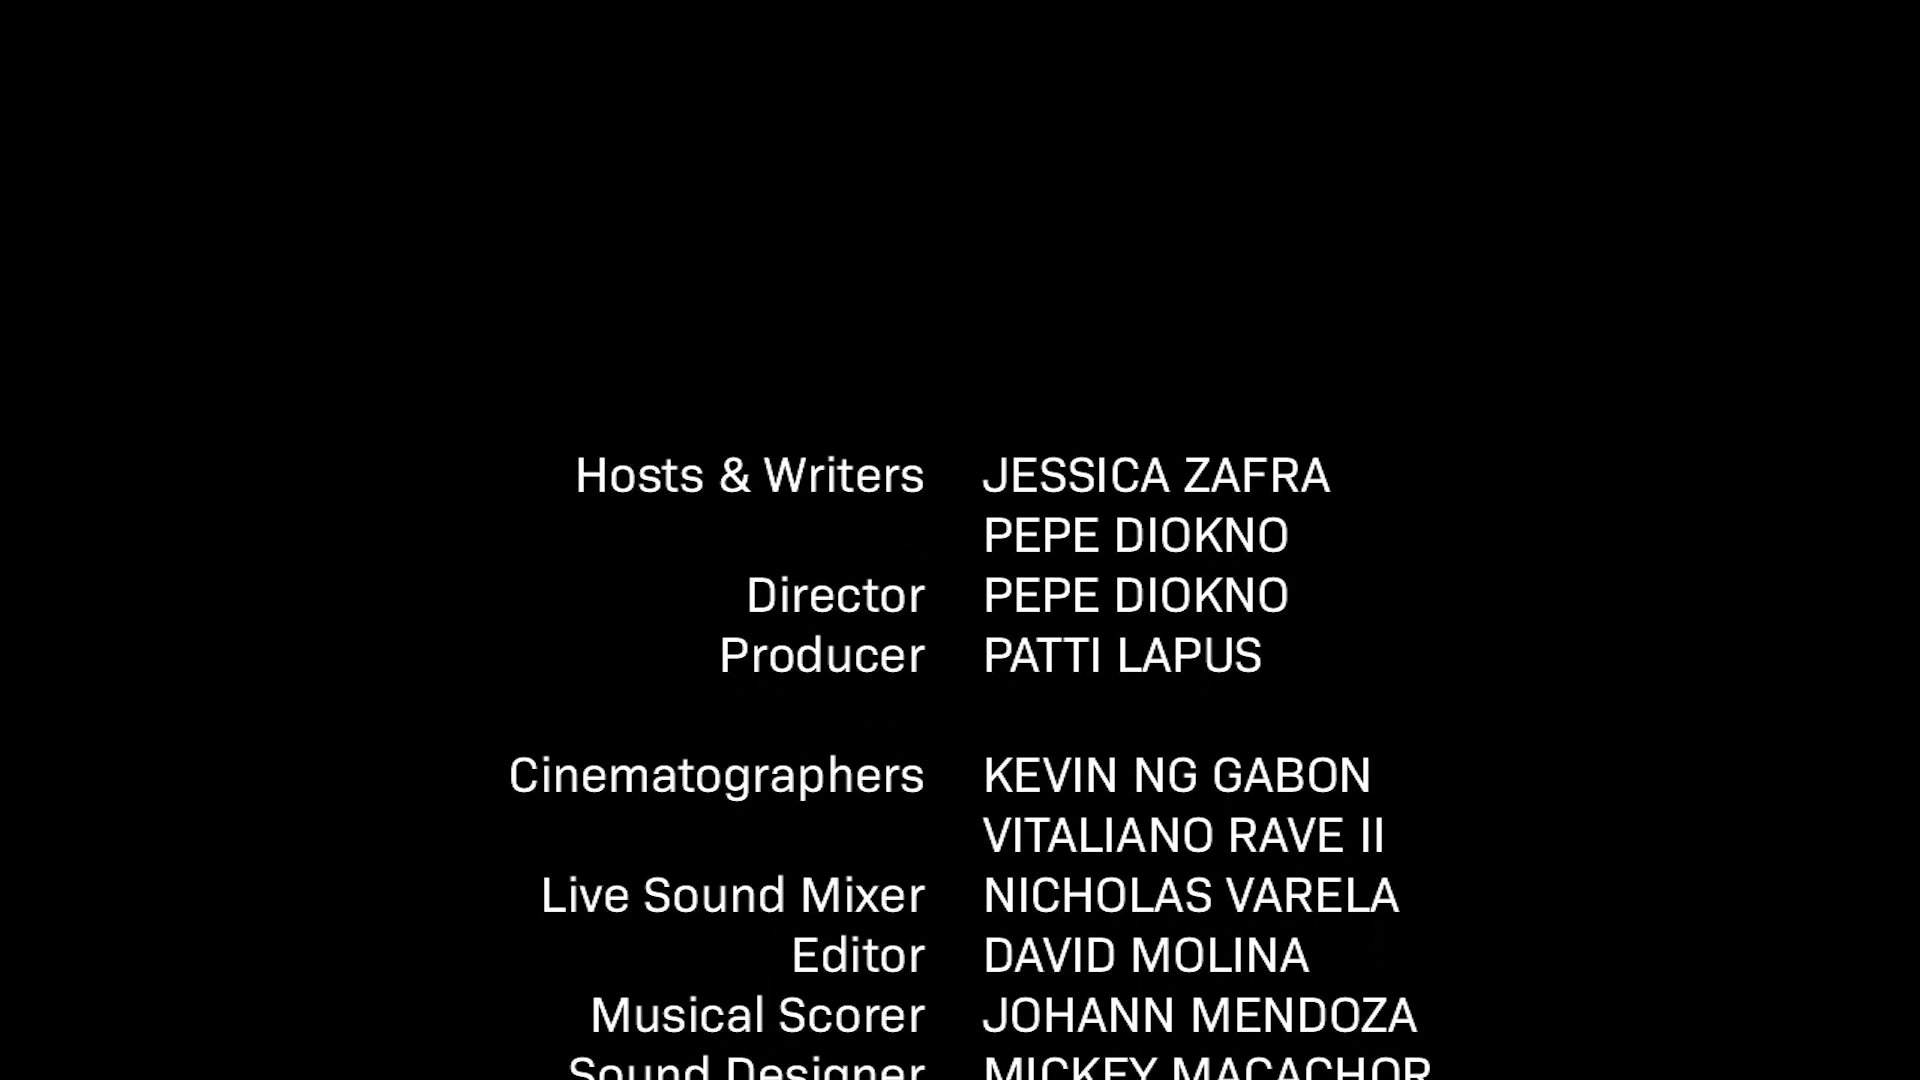 Hosts & Writers JESSICA ZAFRA
PEPE DIOKNO
Director PEPE DIOKNO
Producer PATTI LAPUS
Cinematographers KEVIN NG GABON
VITALIANO RAVE II
Live Sound Mixer NICHOLAS VARELA
Editor DAVID MOLINA
Musical Scorer JOHANN MENDOZA
Sound Designer MICKEY MACACHOR